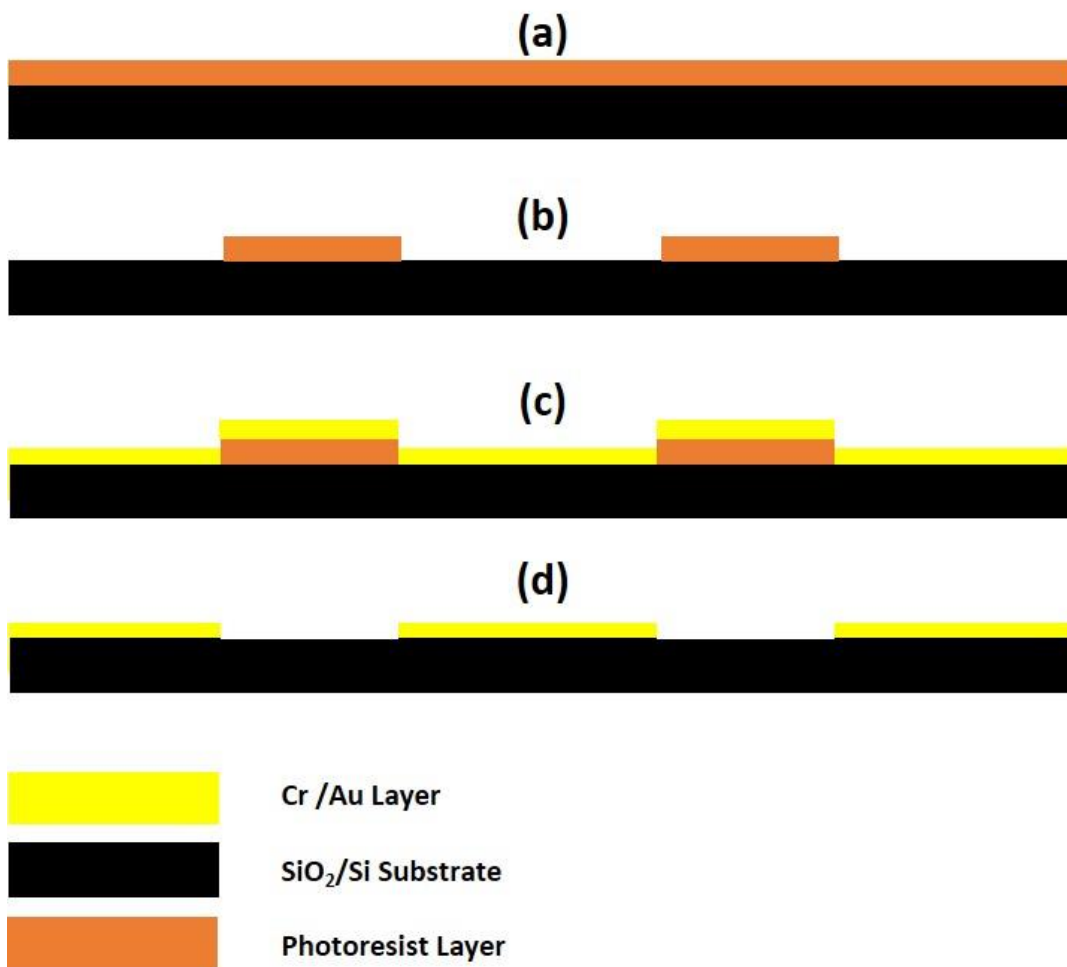 (a)
(b)
(c)
(d)
Cr /Au Layer
SiO₂/Si Substrate
Photoresist Layer